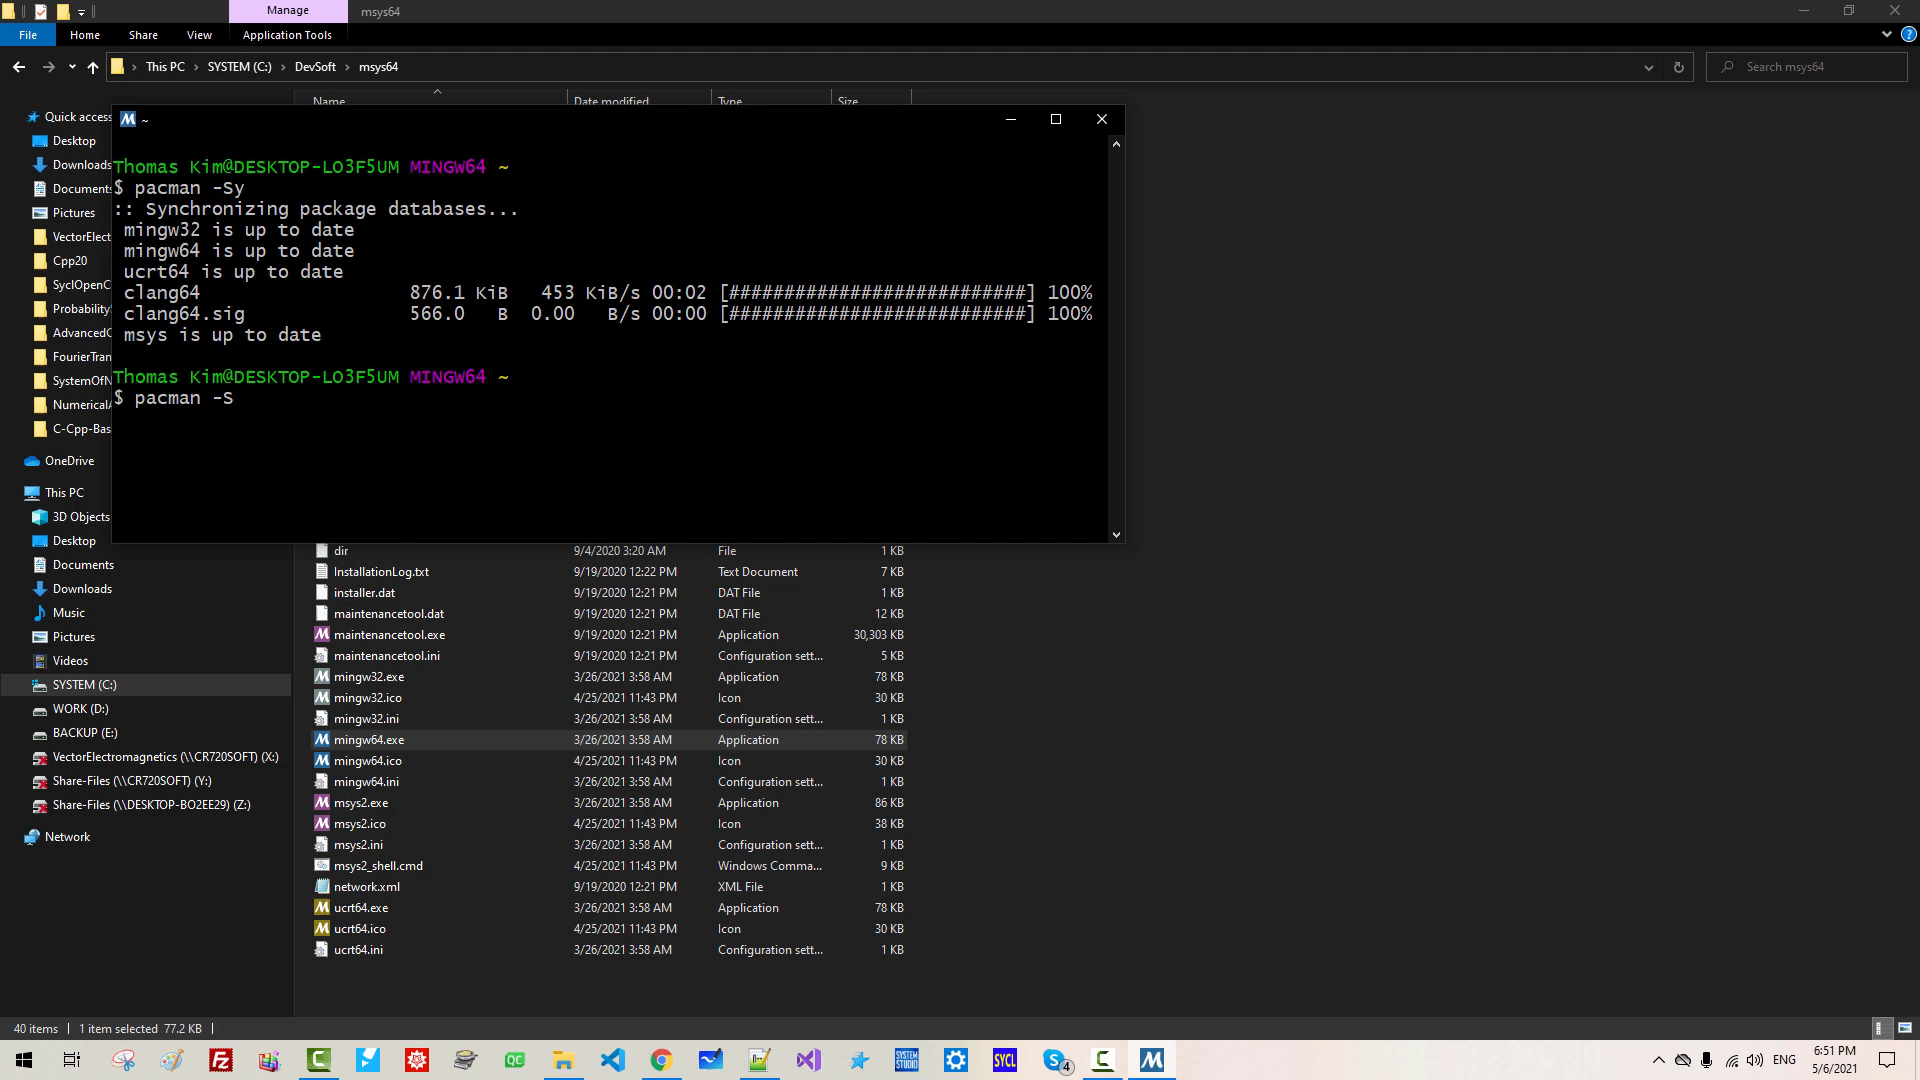 Manage
msys64
File
Home
Share
View
Application Tools
This PC
SYSTEM (C:)
DevSoft
msys64
Search msys64
Name
Date modified
Type
Size
Quick access
Desktop
Downloads
Documents
Pictures
VectorElect
Cpp20
SyclOpenC
Probability
AdvancedC
FourierTran
SystemOfN
NumericalA
C-Cpp-Bas
OneDrive
This PC
3D Objects
Desktop
Documents
Downloads
Music
Pictures
Videos
SYSTEM (C:)
WORK (D:)
BACKUP (E:)
VectorElectromagnetics (\\CR720SOFT) (X:)
Share-Files (\\CR720SOFT) (Y:)
Share-Files (\\DESKTOP-BO2EE29) (Z:)
Network
~
Thomas Kim@DESKTOP-LO3F5UM MINGW64 ~
$ pacman -Sy
:: Synchronizing package databases...
mingw32 is up to date
mingw64 is up to date
ucrt64 is up to date
clang64 876.1 KiB 453 KiB/s 00:02 [###########################] 100%
clang64.sig 566.0 B 0.00 B/s 00:00 [###########################] 100%
msys is up to date
Thomas Kim@DESKTOP-LO3F5UM MINGW64 ~
$ pacman -S
dir 9/4/2020 3:20 AM File 1 KB
InstallationLog.txt 9/19/2020 12:22 PM Text Document 7 KB
installer.dat 9/19/2020 12:21 PM DAT File 1 KB
maintenancetool.dat 9/19/2020 12:21 PM DAT File 12 KB
maintenancetool.exe 9/19/2020 12:21 PM Application 30,303 KB
maintenancetool.ini 9/19/2020 12:21 PM Configuration sett... 5 KB
mingw32.exe 3/26/2021 3:58 AM Application 78 KB
mingw32.ico 4/25/2021 11:43 PM Icon 30 KB
mingw32.ini 3/26/2021 3:58 AM Configuration sett... 1 KB
mingw64.exe 3/26/2021 3:58 AM Application 78 KB
mingw64.ico 4/25/2021 11:43 PM Icon 30 KB
mingw64.ini 3/26/2021 3:58 AM Configuration sett... 1 KB
msys2.exe 3/26/2021 3:58 AM Application 86 KB
msys2.ico 4/25/2021 11:43 PM Icon 38 KB
msys2.ini 3/26/2021 3:58 AM Configuration sett... 1 KB
msys2_shell.cmd 4/25/2021 11:43 PM Windows Comma... 9 KB
network.xml 9/19/2020 12:21 PM XML File 1 KB
ucrt64.exe 3/26/2021 3:58 AM Application 78 KB
ucrt64.ico 4/25/2021 11:43 PM Icon 30 KB
ucrt64.ini 3/26/2021 3:58 AM Configuration sett... 1 KB
40 items
1 item selected 77.2 KB
QC
SYSTEM STUDIO
SYCL
4
ENG
6:51 PM
5/6/2021